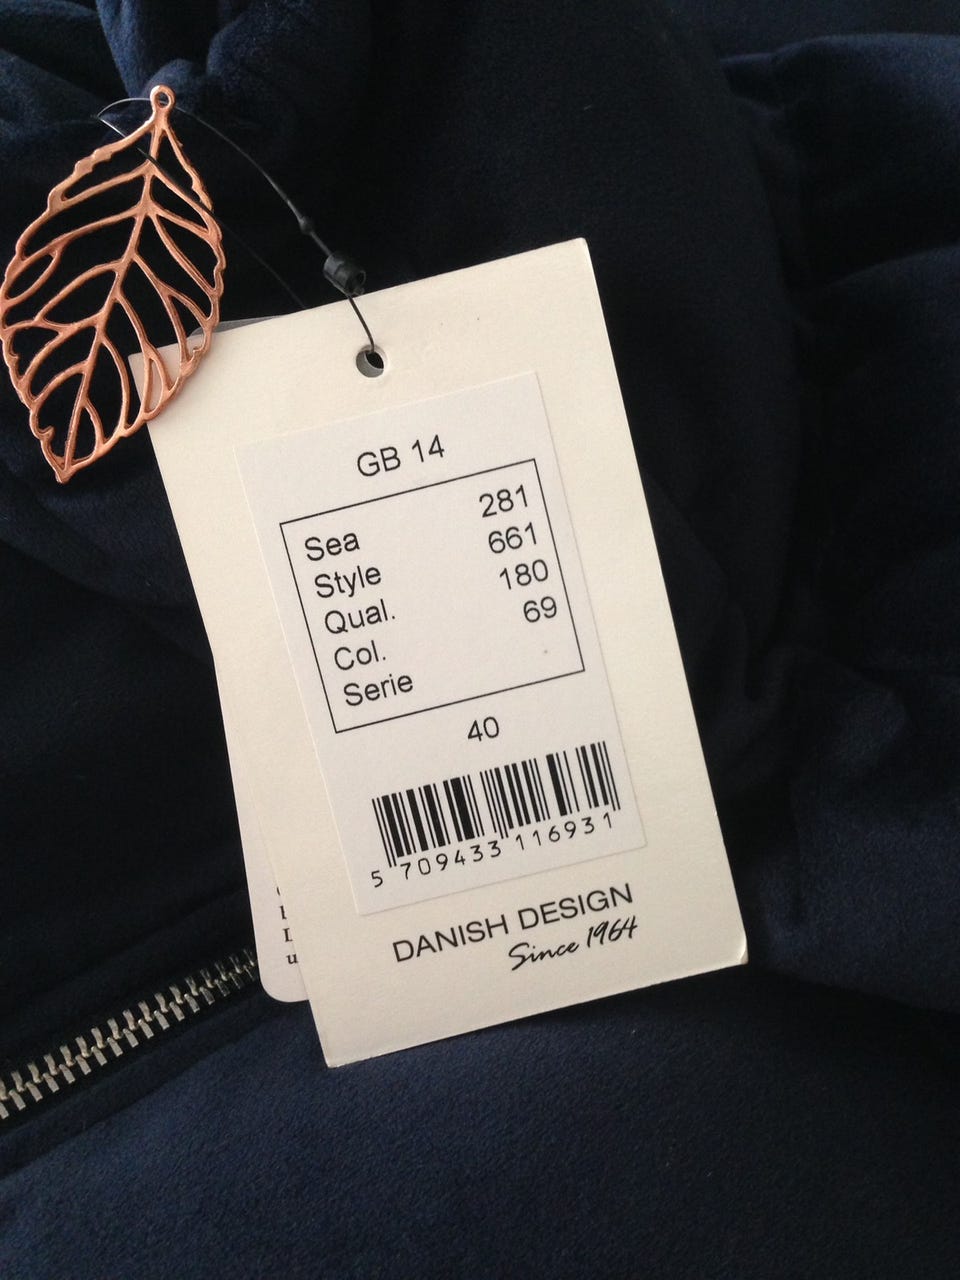 GB 14
Sea 281
Style 661
Qual. 180
Col. 69
Serie
40
5 709433 116931
DANISH DESIGN
Since 1964